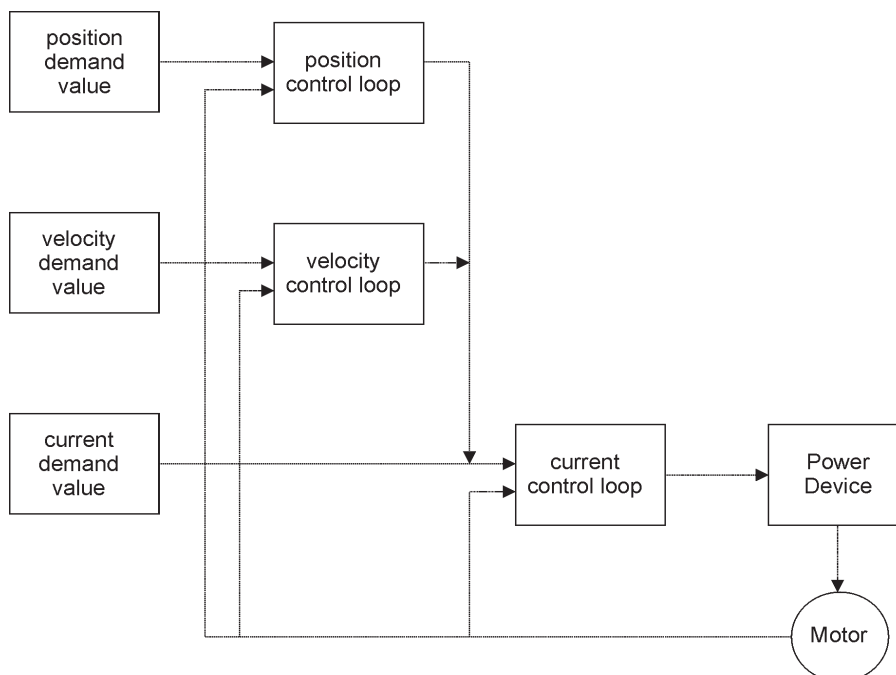 position
demand
value
position
control loop
velocity
demand
value
velocity
control loop
current
demand
value
current
control loop
Power
Device
Motor